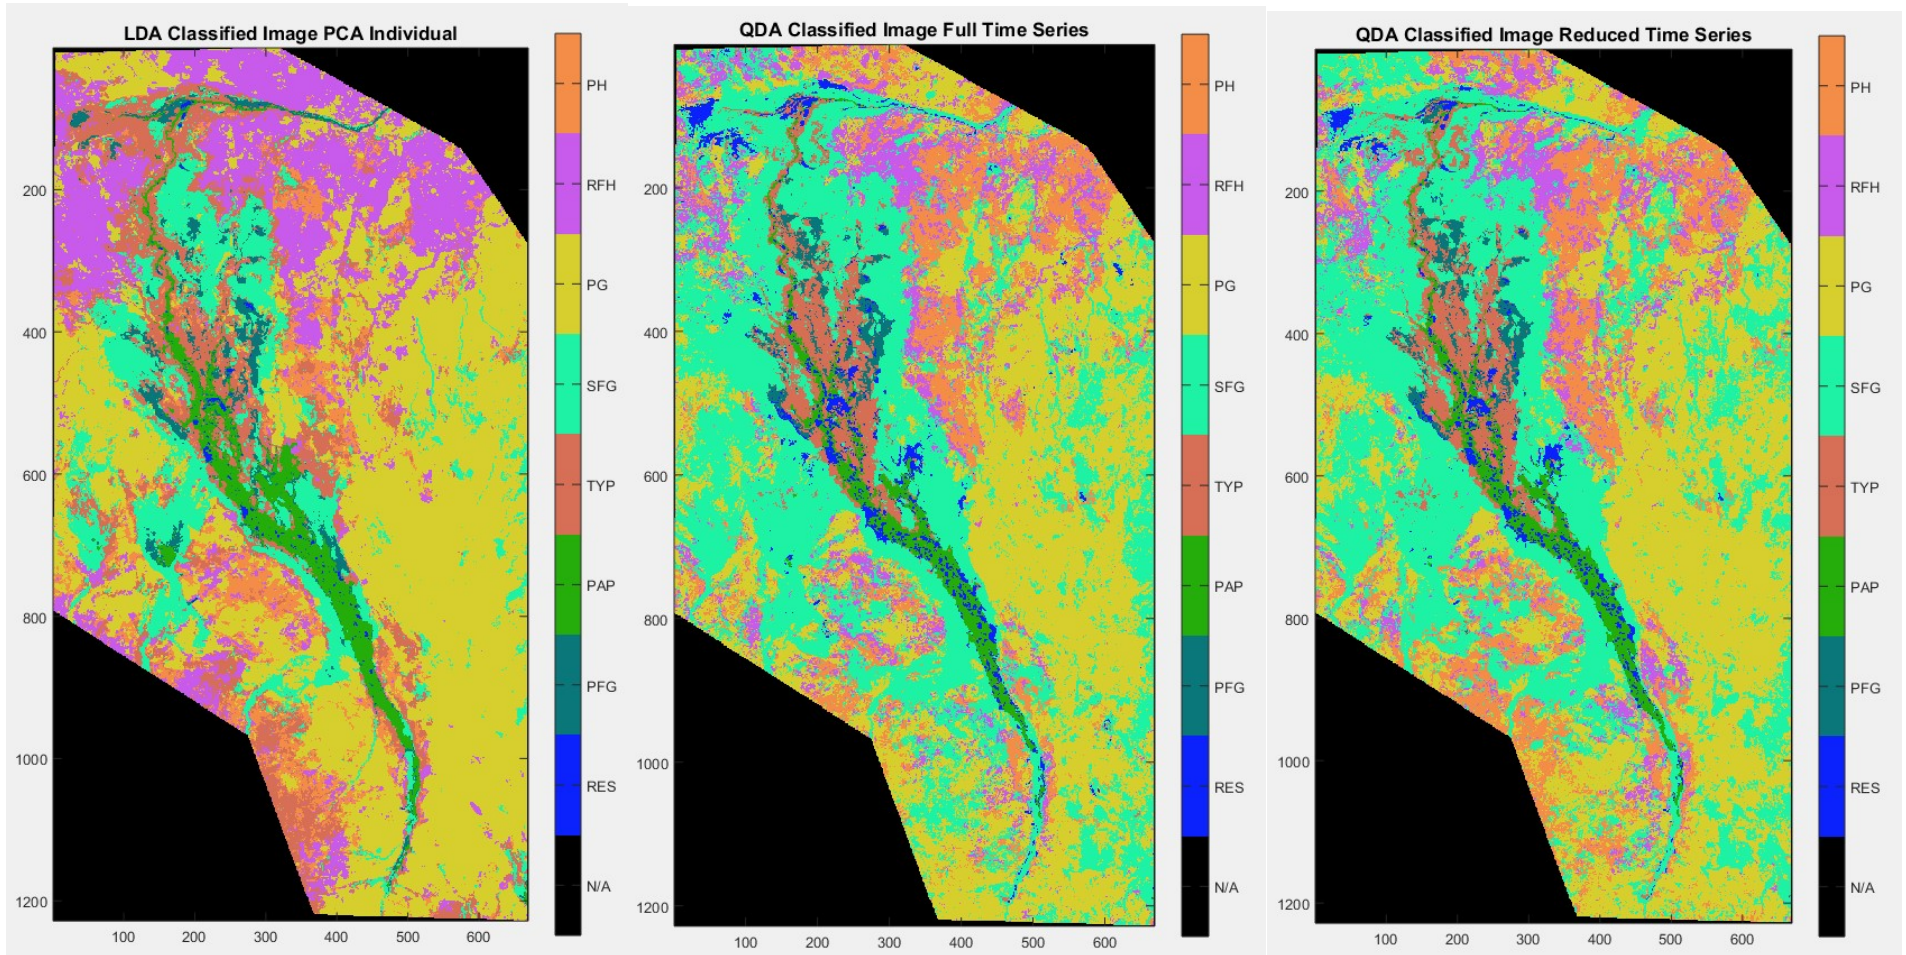 LDA Classified Image PCA Individual
200
400
600
800
1000
1200
100 200 300 400 500 600
PH
RFH
PG
SFG
TYP
PAP
PFG
RES
N/A
QDA Classified Image Full Time Series
200
400
600
800
1000
1200
100 200 300 400 500 600
PH
RFH
PG
SFG
TYP
PAP
PFG
RES
N/A
QDA Classified Image Reduced Time Series
200
400
600
800
1000
1200
100 200 300 400 500 600
PH
RFH
PG
SFG
TYP
PAP
PFG
RES
N/A